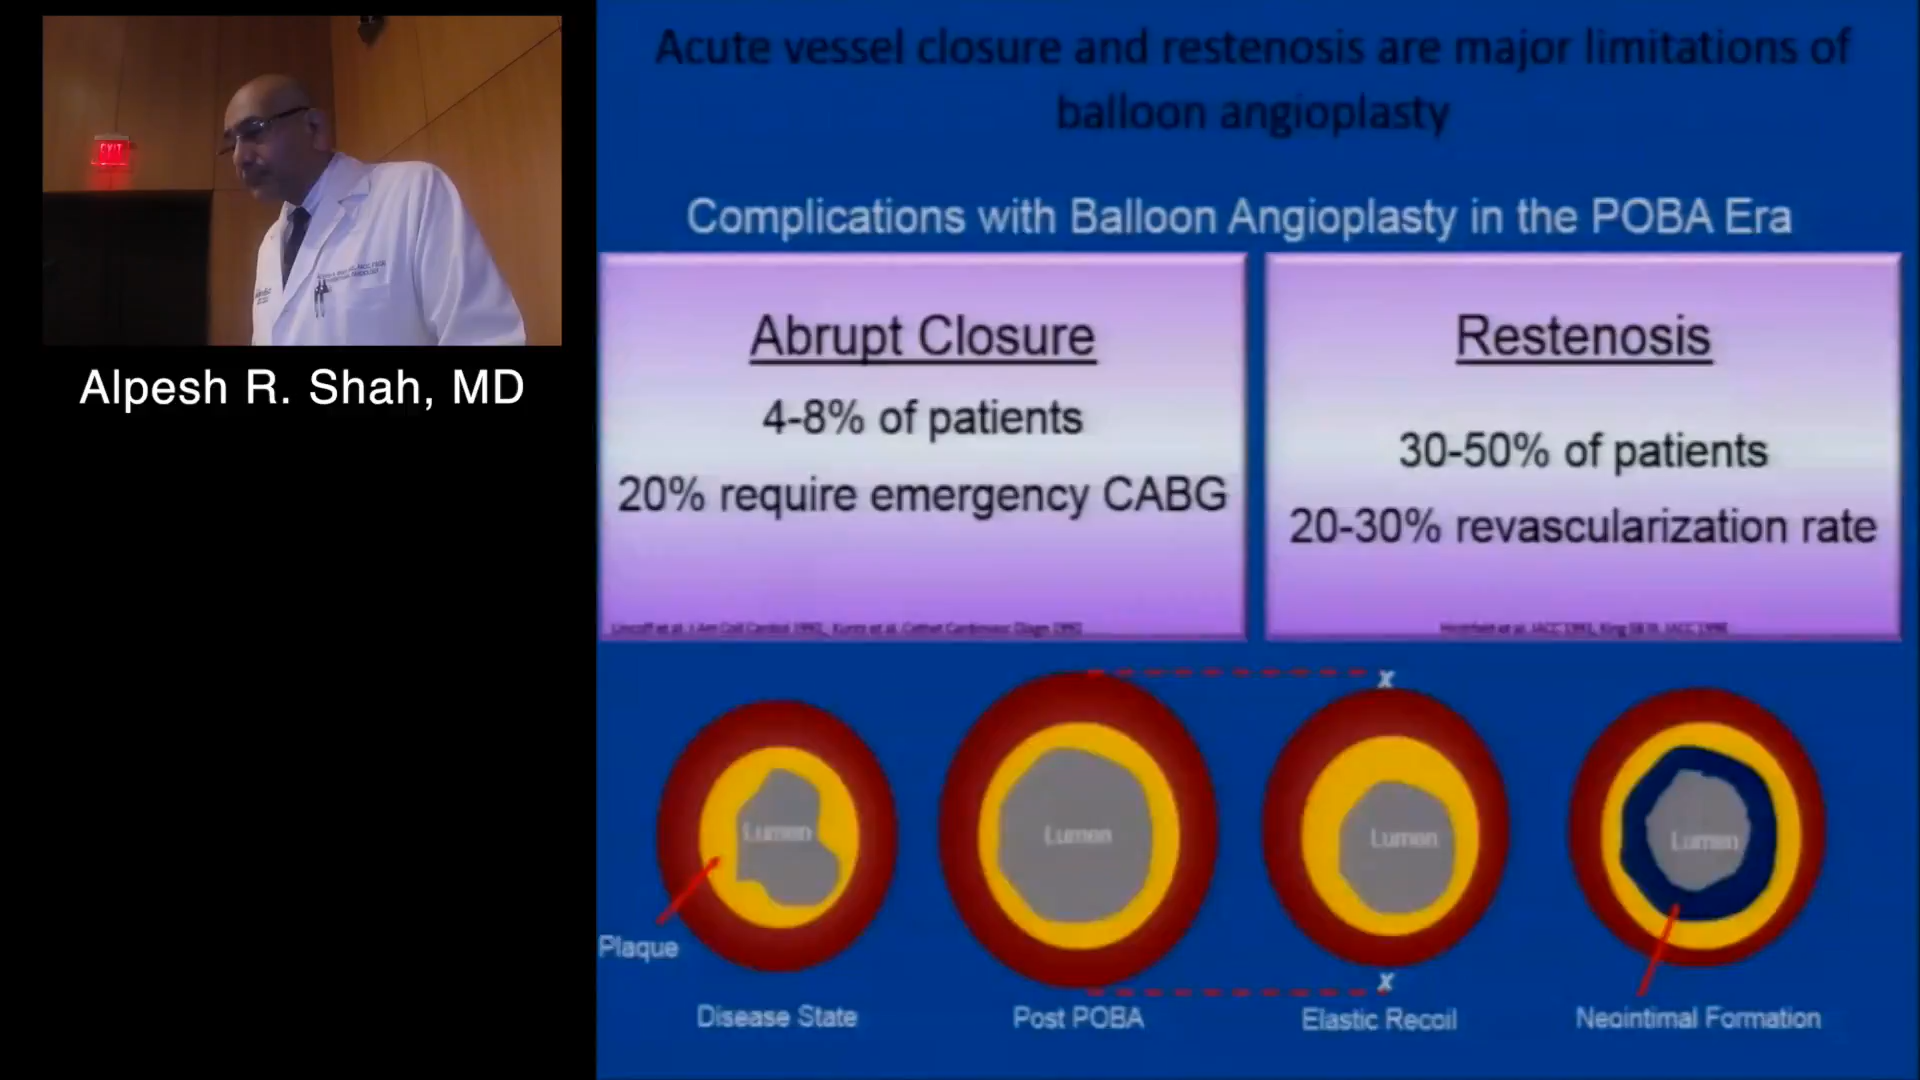 EXIT
Alpesh R. Shah, MD
Acute vessel closure and restenosis are major limitations of
balloon angioplasty
Complications with Balloon Angioplasty in the POBA Era
Abrupt Closure
4-8% of patients
20% require emergency CABG
Restenosis
30-50% of patients
20-30% revascularization rate
Lumen
Lumen
Lumen
Lumen
Plaque
x
x
Disease State
Post POBA
Elastic Recoil
Neointimal Formation